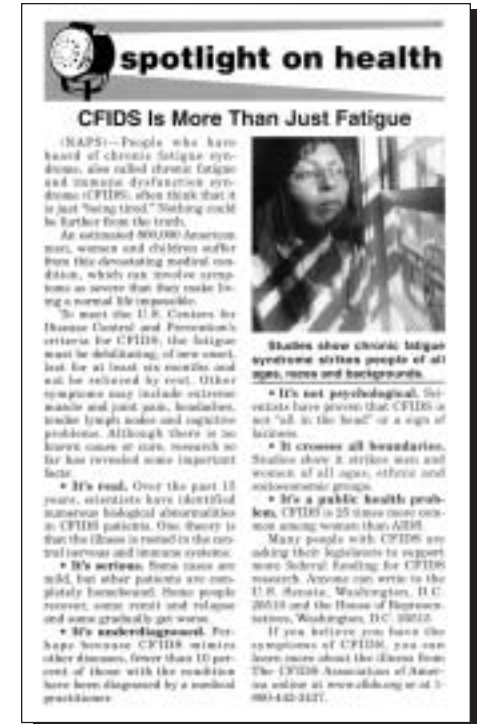 spotlight on health
CFIDS Is More Than Just Fatigue
(NAPS)—People who have
heard of chronic fatigue syn-
drome, also called chronic fatigue
and immune dysfunction syn-
drome (CFIDS), often think that it
is just "being tired." Nothing could
be further from the truth.
An estimated 800,000 American
men, women and children suffer
from this devastating medical con-
dition, which can involve symp-
toms so severe that they make liv-
ing a normal life impossible.
To meet the U.S. Centers for
Disease Control and Prevention's
criteria for CFIDS, the fatigue
must be debilitating, of new onset,
last for at least six months and
not be relieved by rest. Other
symptoms may include extreme
muscle and joint pain, headaches,
tender lymph nodes and cognitive
problems. Although there is no
known cause or cure, research so
far has revealed some important
facts:
• It's real. Over the past 15
years, scientists have identified
numerous biological abnormalities
in CFIDS patients. One theory is
that the illness is rooted in the cen-
tral nervous and immune systems.
• It's serious. Some cases are
mild, but other patients are com-
pletely homebound. Some people
recover, some remit and relapse
and some gradually get worse.
• It's underdiagnosed. Per-
haps because CFIDS mimics
other diseases, fewer than 10 per-
cent of those with the condition
have been diagnosed by a medical
practitioner.
Studies show chronic fatigue
syndrome strikes people of all
ages, races and backgrounds.
• It's not psychological. Sci-
entists have proven that CFIDS is
not "all in the head" or a sign of
laziness.
• It crosses all boundaries.
Studies show it strikes men and
women of all ages, ethnic and
socioeconomic groups.
• It's a public health prob-
lem. CFIDS is 25 times more com-
mon among women than AIDS.
Many people with CFIDS are
asking their legislators to support
more federal funding for CFIDS
research. Anyone can write to the
U.S. Senate, Washington, D.C.
20510 and the House of Represen-
tatives, Washington, D.C. 20515.
If you believe you have the
symptoms of CFIDS, you can
learn more about the illness from
The CFIDS Association of Amer-
ica online at www.cfids.org or at 1-